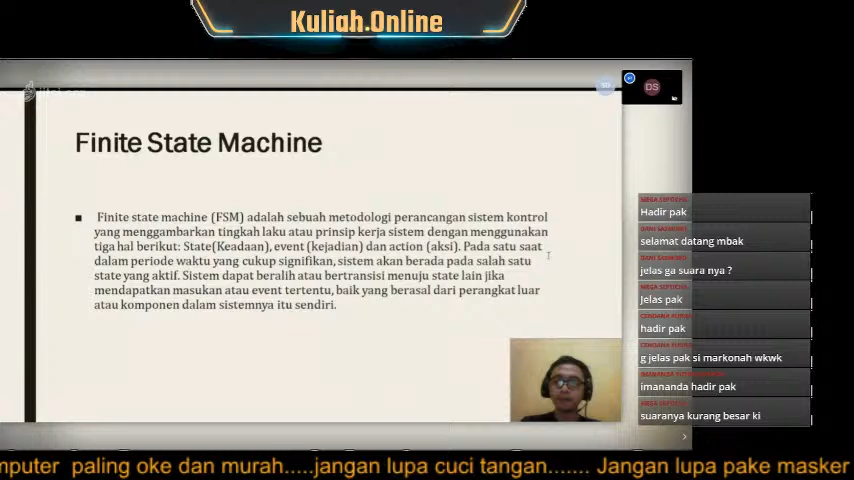 Kuliah.Online
DS
Finite State Machine
Finite state machine (FSM) adalah sebuah metodologi perancangan sistem kontrol
yang menggambarkan tingkah laku atau prinsip kerja sistem dengan menggunakan
tiga hal berikut: State(Keadaan), event (kejadian) dan action (aksi). Pada satu saat
dalam periode waktu yang cukup signifikan, sistem akan berada pada salah satu
state yang aktif. Sistem dapat beralih atau bertransisi menuju state lain jika
mendapatkan masukan atau event tertentu, baik yang berasal dari perangkat luar
atau komponen dalam sistemnya itu sendiri.
Hadir pak
selamat datang mbak
jelas ga suara nya ?
Jelas pak
hadir pak
g jelas pak si markonah wkwk
imananda hadir pak
suaranya kurang besar ki
mputer paling oke dan murah.....jangan lupa cuci tangan....... Jangan lupa pake masker